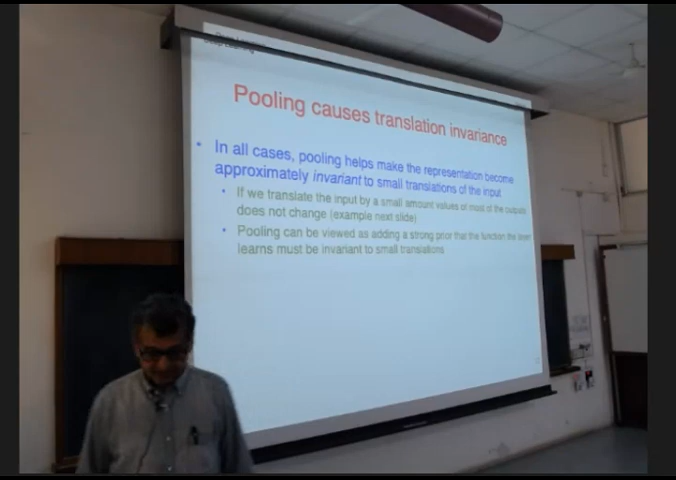 Deep Learning
Pooling causes translation invariance
• In all cases, pooling helps make the representation become
approximately invariant to small translations of the input
• If we translate the input by a small amount values of most of the outputs
does not change (example next slide)
• Pooling can be viewed as adding a strong prior that the function the layer
learns must be invariant to small translations